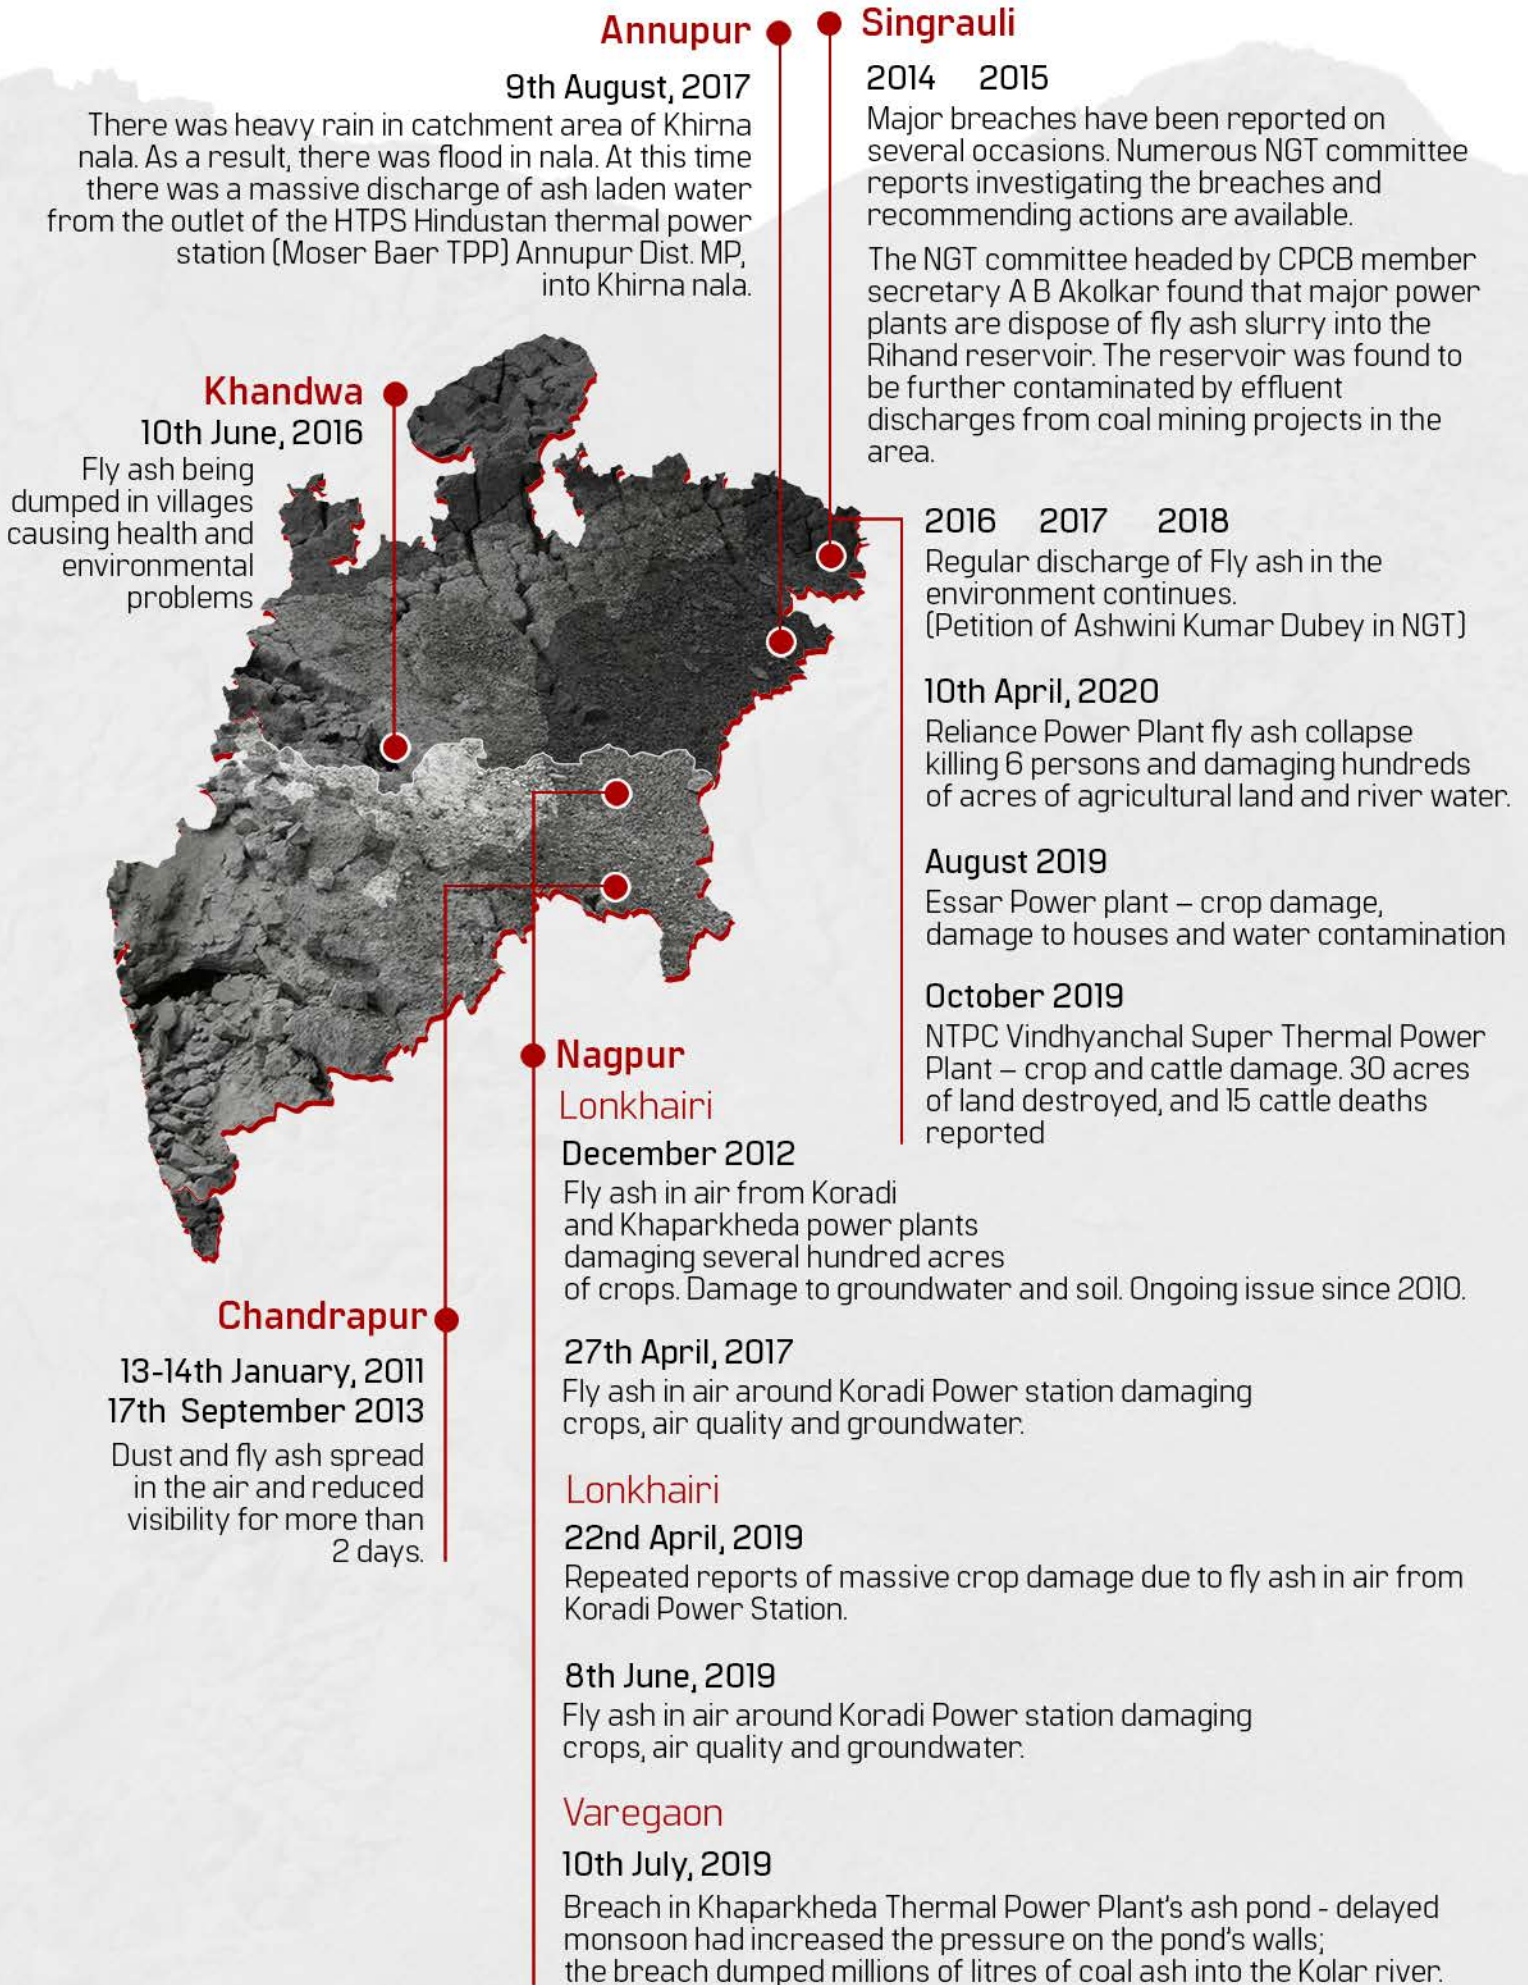 Annupur
9th August, 2017
There was heavy rain in catchment area of Khirna
nala. As a result, there was flood in nala. At this time
there was a massive discharge of ash laden water
from the outlet of the HTPS Hindustan thermal power
station (Moser Baer TPP) Annupur Dist. MP,
into Khirna nala.
Singrauli
2014 2015
Major breaches have been reported on
several occasions. Numerous NGT committee
reports investigating the breaches and
recommending actions are available.
The NGT committee headed by CPCB member
secretary A B Akolkar found that major power
plants are dispose of fly ash slurry into the
Rihand reservoir. The reservoir was found to
be further contaminated by effluent
discharges from coal mining projects in the
area.
2016 2017 2018
Regular discharge of Fly ash in the
environment continues.
(Petition of Ashwini Kumar Dubey in NGT)
10th April, 2020
Reliance Power Plant fly ash collapse
killing 6 persons and damaging hundreds
of acres of agricultural land and river water.
August 2019
Essar Power plant – crop damage,
damage to houses and water contamination
October 2019
NTPC Vindhyanchal Super Thermal Power
Plant – crop and cattle damage. 30 acres
of land destroyed, and 15 cattle deaths
reported
Khandwa
10th June, 2016
Fly ash being
dumped in villages
causing health and
environmental
problems
Nagpur
Lonkhairi
December 2012
Fly ash in air from Koradi
and Khaparkheda power plants
damaging several hundred acres
of crops. Damage to groundwater and soil. Ongoing issue since 2010.
27th April, 2017
Fly ash in air around Koradi Power station damaging
crops, air quality and groundwater.
Lonkhairi
22nd April, 2019
Repeated reports of massive crop damage due to fly ash in air from
Koradi Power Station.
8th June, 2019
Fly ash in air around Koradi Power station damaging
crops, air quality and groundwater.
Varegaon
10th July, 2019
Breach in Khaparkheda Thermal Power Plant's ash pond - delayed
monsoon had increased the pressure on the pond's walls;
the breach dumped millions of litres of coal ash into the Kolar river.
Chandrapur
13-14th January, 2011
17th September 2013
Dust and fly ash spread
in the air and reduced
visibility for more than
2 days.